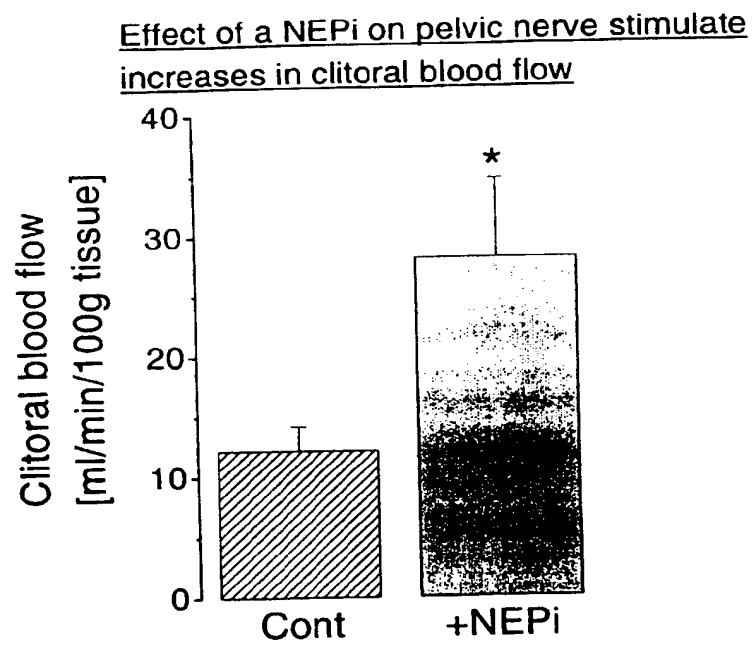 Effect of a NEPi on pelvic nerve stimulate
increases in clitoral blood flow
Clitoral blood flow
[ml/min/100g tissue]
40
30
20
10
0
*
Cont
+NEPi